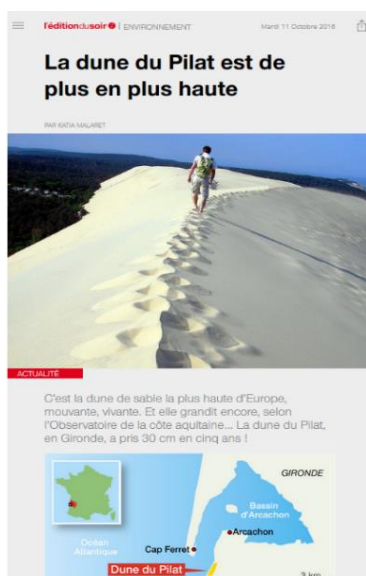 l'éditiondusoir | ENVIRONNEMENT
Mardi 11 Octobre 2016
La dune du Pilat est de
plus en plus haute
PAR KATIA MALARET
ACTUALITÉ
C'est la dune de sable la plus haute d'Europe,
mouvante, vivante. Et elle grandit encore, selon
l'Observatoire de la côte aquitaine... La dune du Pilat,
en Gironde, a pris 30 cm en cinq ans !
GIRONDE
Bassin
d'Arcachon
Arcachon
Océan
Atlantique
Cap Ferret
Dune du Pilat
3 km